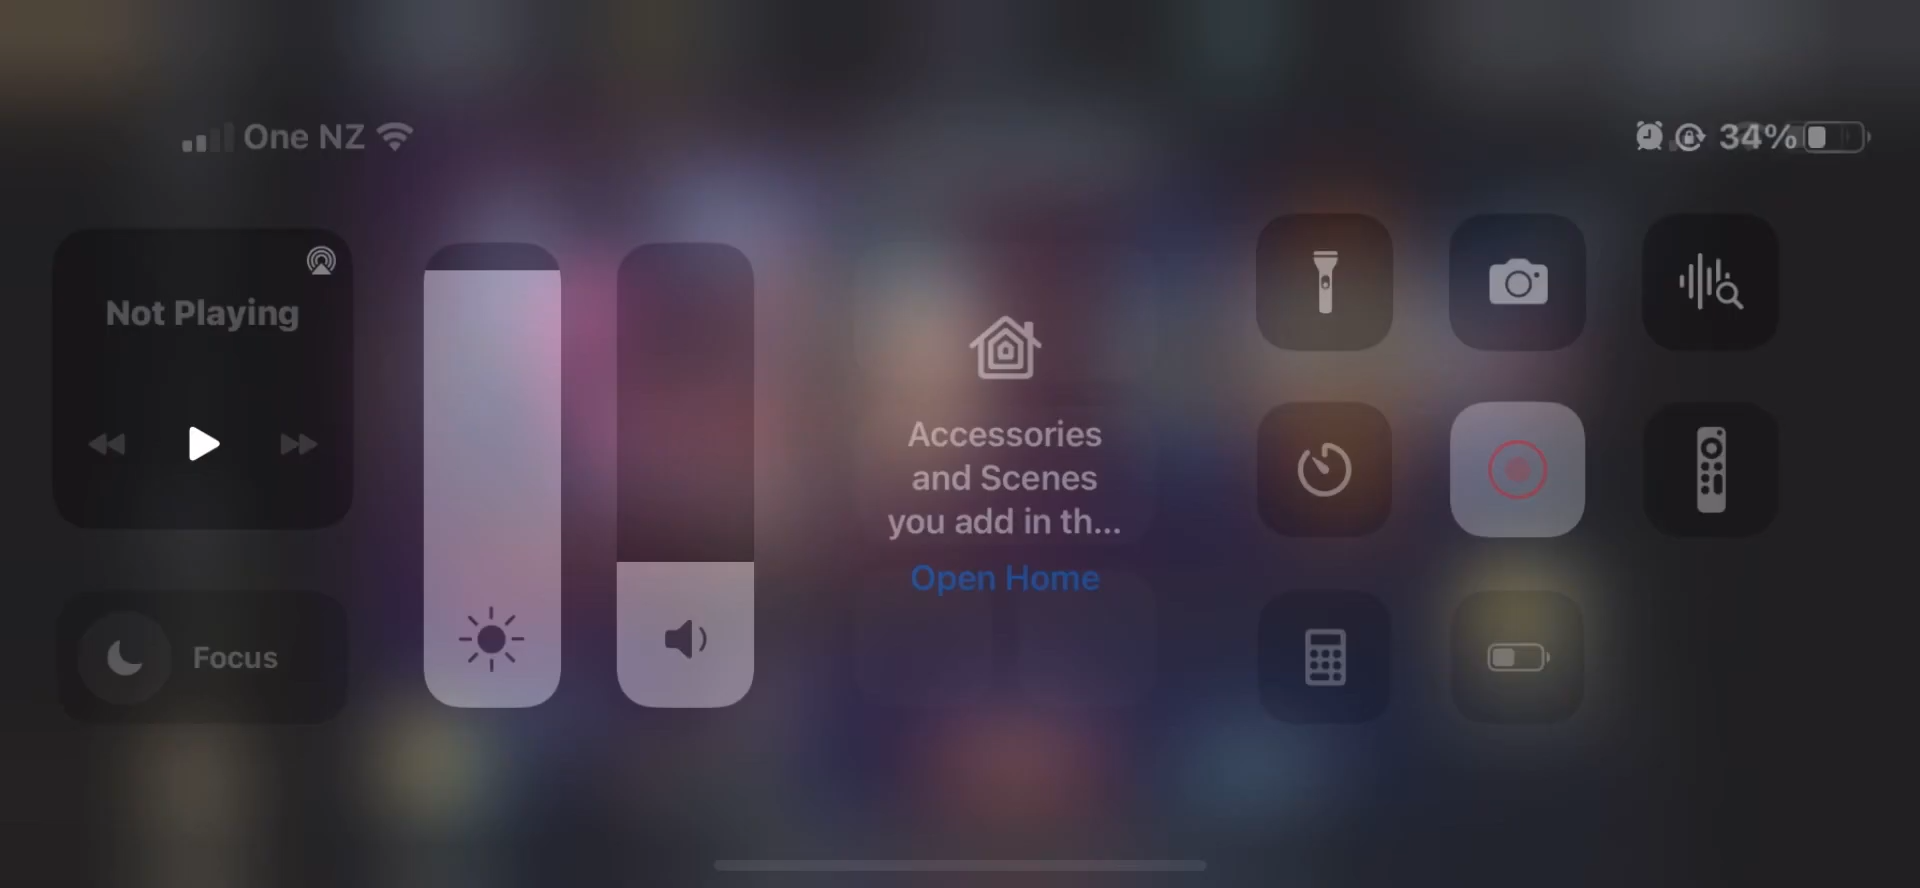 One NZ
34%
Not Playing
Accessories
and Scenes
you add in th...
Open Home
Focus